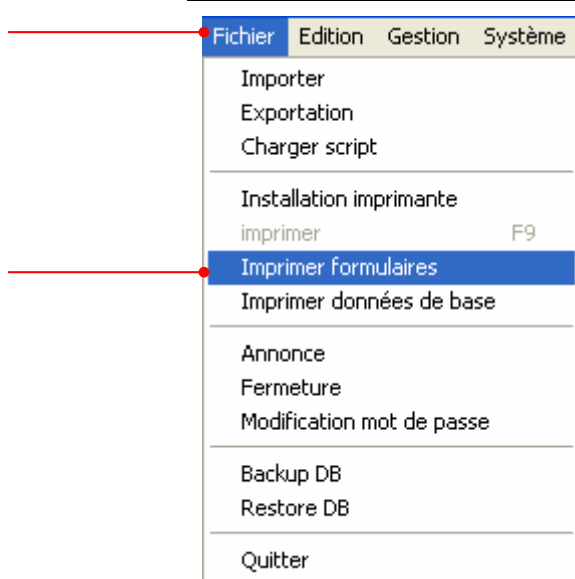 Fichier Edition Gestion Système
Importer
Exportation
Charger script
Installation imprimante
imprimer F9
Imprimer formulaires
Imprimer données de base
Annonce
Fermeture
Modification mot de passe
Backup DB
Restore DB
Quitter